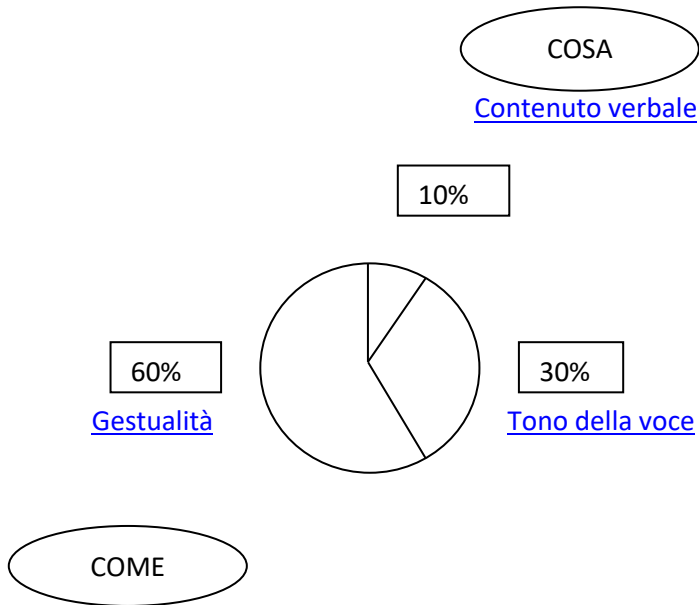 COSA
Contenuto verbale
10%
60%
30%
Gestualità
Tono della voce
COME